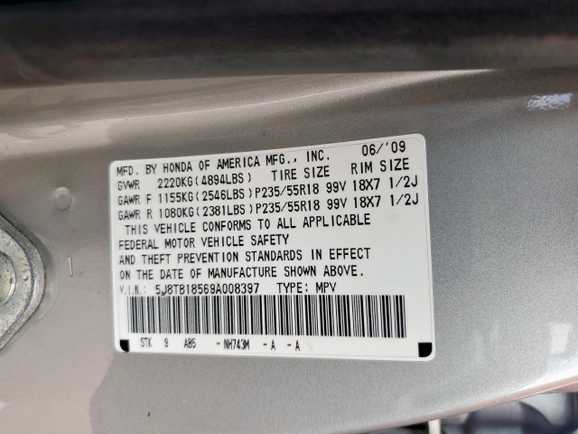 MFD. BY HONDA OF AMERICA MFG., INC. 06/'09
GVWR 2220KG(4894LBS) TIRE SIZE RIM SIZE
GAWR F 1155KG(2546LBS)P235/55R18 99V 18X7 1/2J
GAWR R 1080KG(2381LBS)P235/55R18 99V 18X7 1/2J
THIS VEHICLE CONFORMS TO ALL APPLICABLE
FEDERAL MOTOR VEHICLE SAFETY
AND THEFT PREVENTION STANDARDS IN EFFECT
ON THE DATE OF MANUFACTURE SHOWN ABOVE.
V.I.N.: 5J8TB18569A008397 TYPE: MPV
STK 9 AB5 -NH743M -A -A